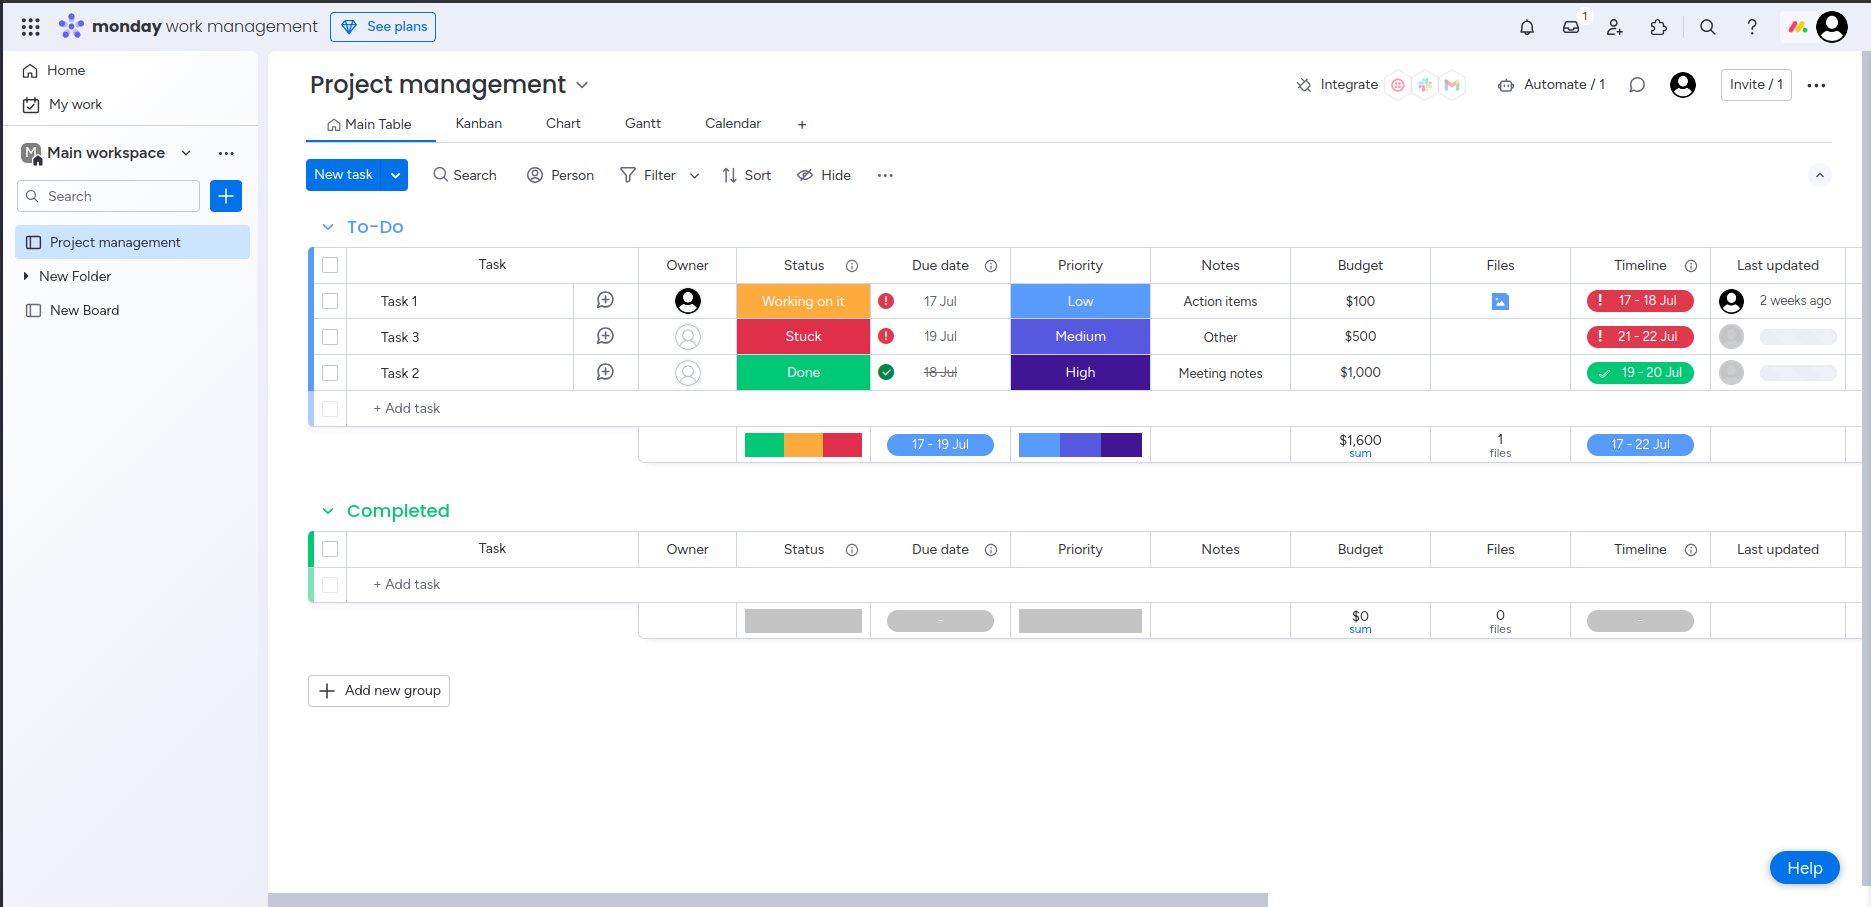 monday work management See plans 1
Home
My work
M Main workspace
Search
Project management
New Folder
New Board
Project management
Integrate Automate / 1 Invite / 1
Main Table Kanban Chart Gantt Calendar +
New task Search Person Filter Sort Hide
To-Do
Task Owner Status Due date Priority Notes Budget Files Timeline Last updated
Task 1 Working on it ! 17 Jul Low Action items $100 ! 17 - 18 Jul 2 weeks ago
Task 3 Stuck ! 19 Jul Medium Other $500 ! 21 - 22 Jul
Task 2 Done 18 Jul High Meeting notes $1,000 19 - 20 Jul
+ Add task
17 - 19 Jul $1,600 1 17 - 22 Jul
sum files
Completed
Task Owner Status Due date Priority Notes Budget Files Timeline Last updated
+ Add task
- $0 0 -
sum files
+ Add new group
Help